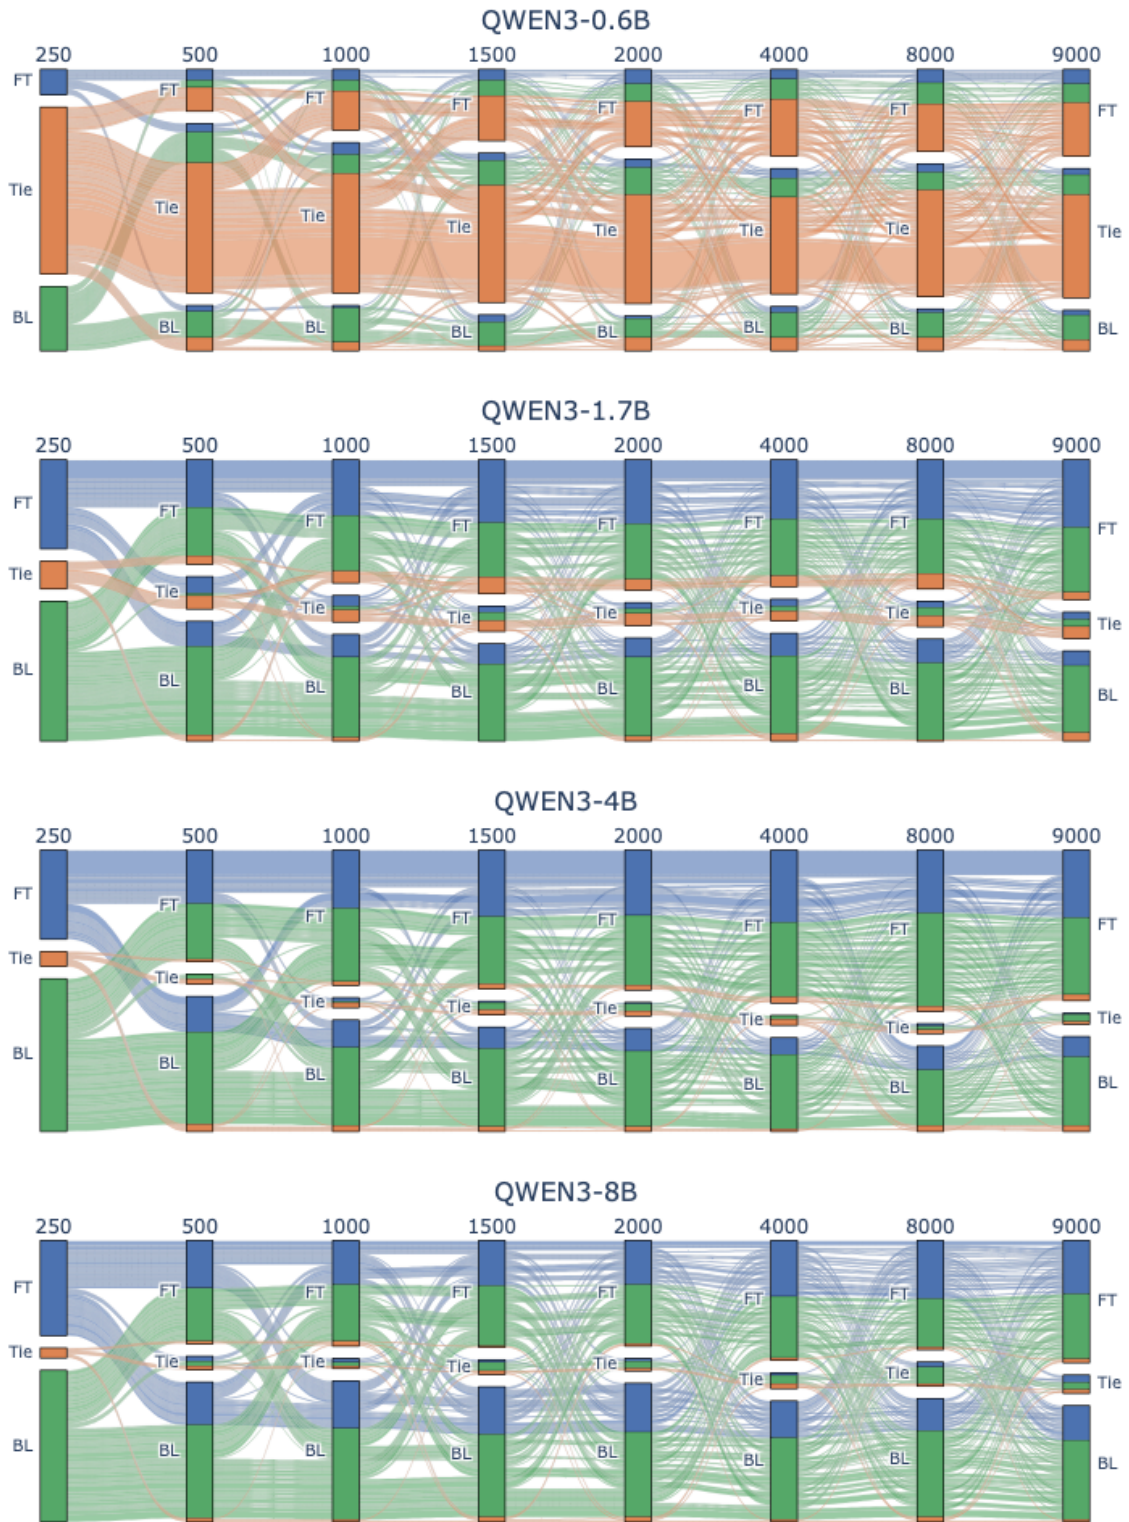 QWEN3-0.6B
250 500 1000 1500 2000 4000 8000 9000
FT FT FT FT FT FT FT FT
Tie Tie Tie Tie Tie Tie Tie Tie
BL BL BL BL BL BL BL BL
QWEN3-1.7B
250 500 1000 1500 2000 4000 8000 9000
FT FT FT FT FT FT FT FT
Tie Tie Tie Tie Tie Tie Tie Tie
BL BL BL BL BL BL BL BL
QWEN3-4B
250 500 1000 1500 2000 4000 8000 9000
FT FT FT FT FT FT FT FT
Tie Tie Tie Tie Tie Tie Tie Tie
BL BL BL BL BL BL BL BL
QWEN3-8B
250 500 1000 1500 2000 4000 8000 9000
FT FT FT FT FT FT FT FT
Tie Tie Tie Tie Tie Tie Tie Tie
BL BL BL BL BL BL BL BL